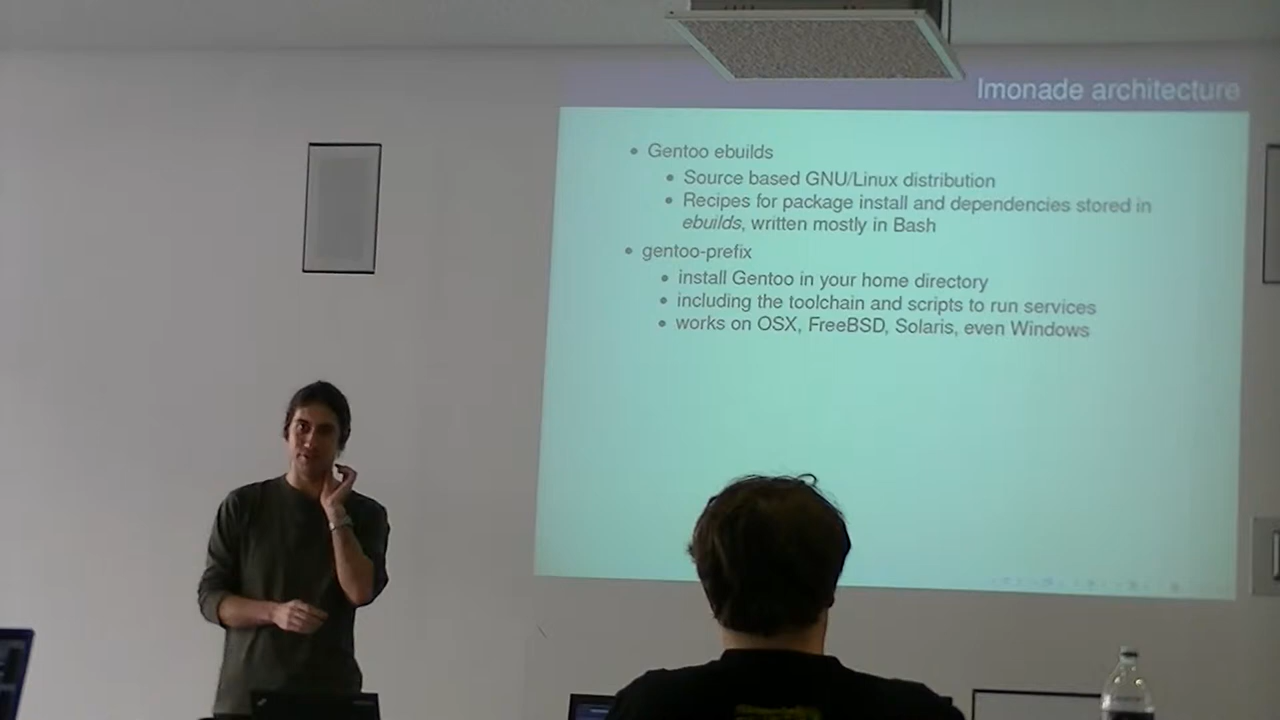 lmonade architecture
Gentoo ebuilds
Source based GNU/Linux distribution
Recipes for package install and dependencies stored in
ebuilds, written mostly in Bash
gentoo-prefix
install Gentoo in your home directory
including the toolchain and scripts to run services
works on OSX, FreeBSD, Solaris, even Windows